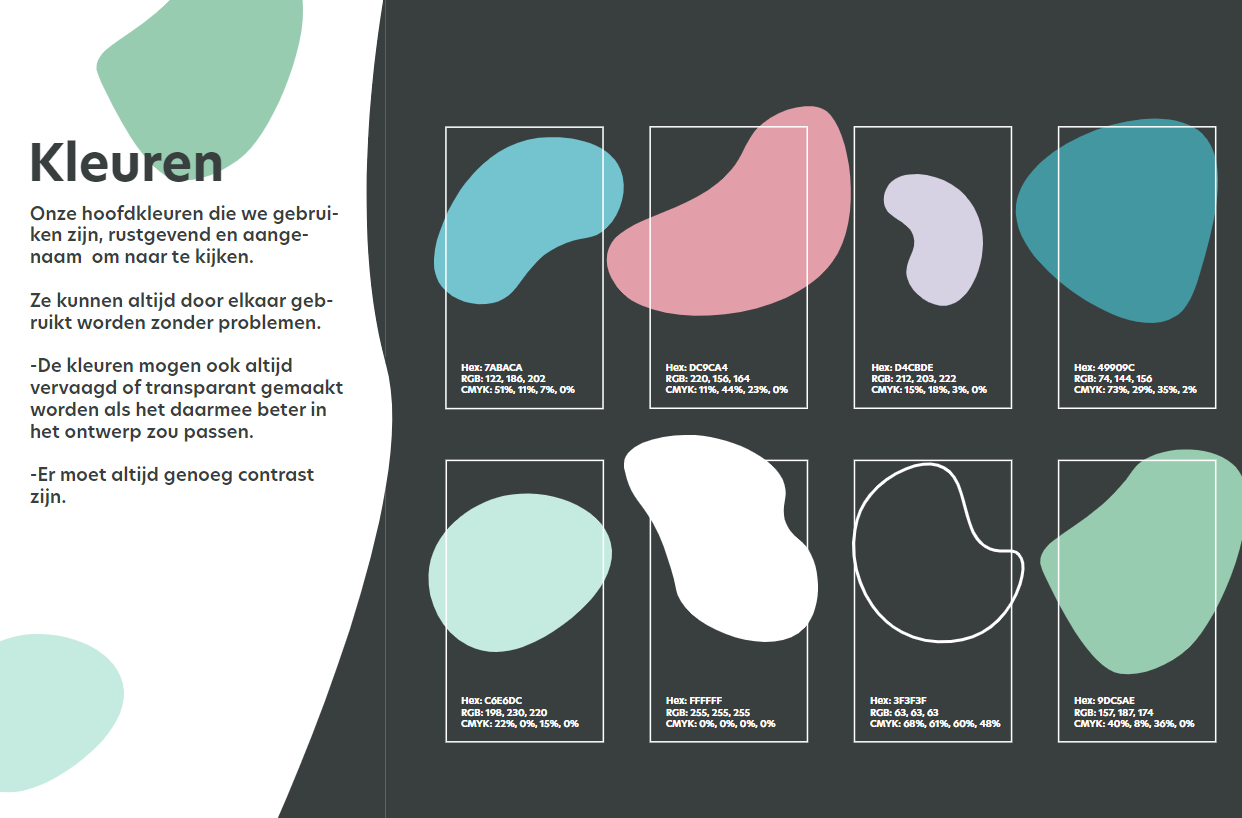 Kleuren
Onze hoofdkleuren die we gebrui-
ken zijn, rustgevend en aange-
naam  om naar te kijken.
Ze kunnen altijd door elkaar geb-
ruikt worden zonder problemen.
-De kleuren mogen ook altijd
vervaagd of transparant gemaakt
worden als het daarmee beter in
het ontwerp zou passen.
-Er moet altijd genoeg contrast
zijn.
Hex: 7ABACA
RGB: 122, 186, 202
CMYK: 51%, 11%, 7%, 0%
Hex: DC9CA4
RGB: 220, 156, 164
CMYK: 11%, 44%, 23%, 0%
Hex: D4CBDE
RGB: 212, 203, 222
CMYK: 15%, 18%, 3%, 0%
Hex: 49909C
RGB: 74, 144, 156
CMYK: 73%, 29%, 35%, 2%
Hex: C6E6DC
RGB: 198, 230, 220
CMYK: 22%, 0%, 15%, 0%
Hex: FFFFFF
RGB: 255, 255, 255
CMYK: 0%, 0%, 0%, 0%
Hex: 3F3F3F
RGB: 63, 63, 63
CMYK: 68%, 61%, 60%, 48%
Hex: 9DC5AE
RGB: 157, 187, 174
CMYK: 40%, 8%, 36%, 0%